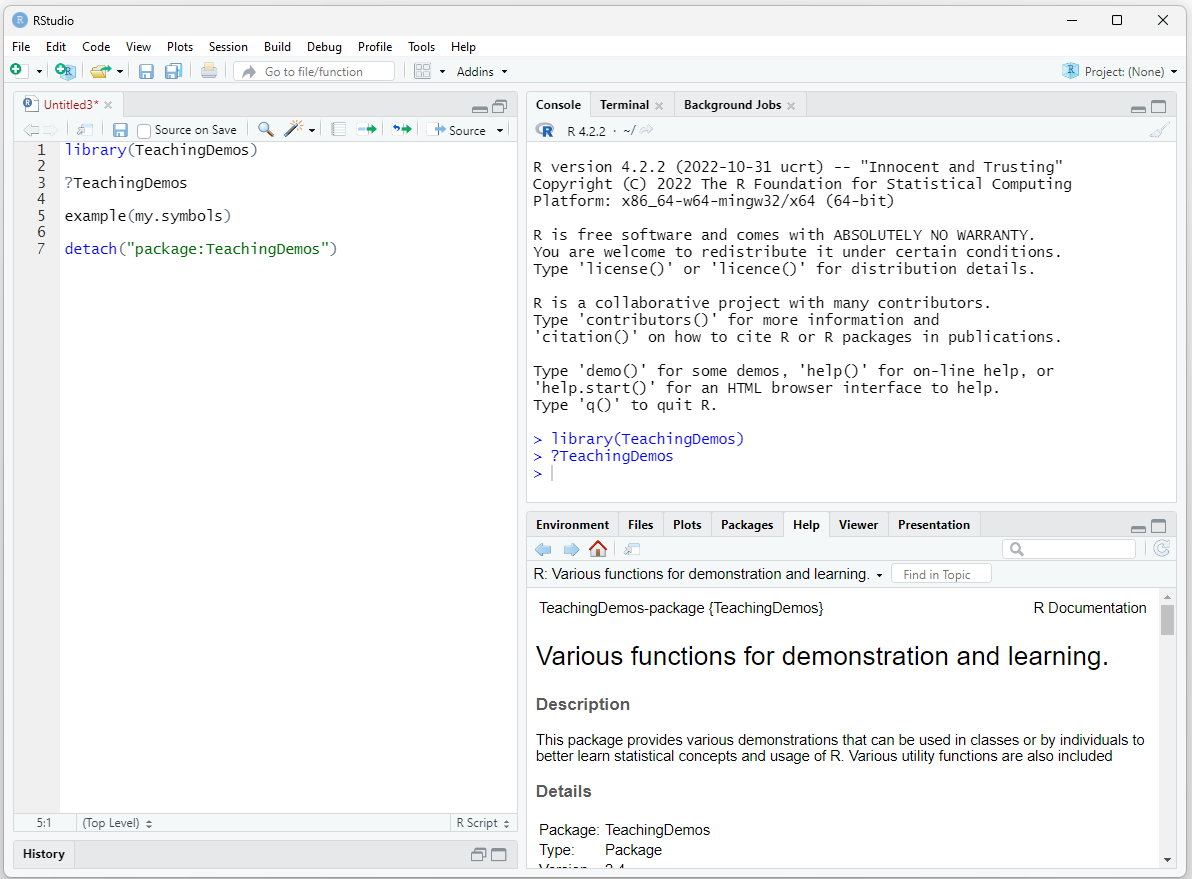 RStudio
File Edit Code View Plots Session Build Debug Profile Tools Help
Go to file/function Addins Project: (None)
Untitled3*
Source on Save Source
1 library(TeachingDemos)
2
3 ?TeachingDemos
4
5 example(my.symbols)
6
7 detach("package:TeachingDemos")
5:1 (Top Level) R Script
History
Console Terminal Background Jobs
R 4.2.2 · ~/
R version 4.2.2 (2022-10-31 ucrt) -- "Innocent and Trusting"
Copyright (C) 2022 The R Foundation for Statistical Computing
Platform: x86_64-w64-mingw32/x64 (64-bit)
R is free software and comes with ABSOLUTELY NO WARRANTY.
You are welcome to redistribute it under certain conditions.
Type 'license()' or 'licence()' for distribution details.
R is a collaborative project with many contributors.
Type 'contributors()' for more information and
'citation()' on how to cite R or R packages in publications.
Type 'demo()' for some demos, 'help()' for on-line help, or
'help.start()' for an HTML browser interface to help.
Type 'q()' to quit R.
> library(TeachingDemos)
> ?TeachingDemos
>
Environment Files Plots Packages Help Viewer Presentation
R: Various functions for demonstration and learning. Find in Topic
TeachingDemos-package {TeachingDemos} R Documentation
Various functions for demonstration and learning.
Description
This package provides various demonstrations that can be used in classes or by individuals to
better learn statistical concepts and usage of R. Various utility functions are also included
Details
Package: TeachingDemos
Type: Package